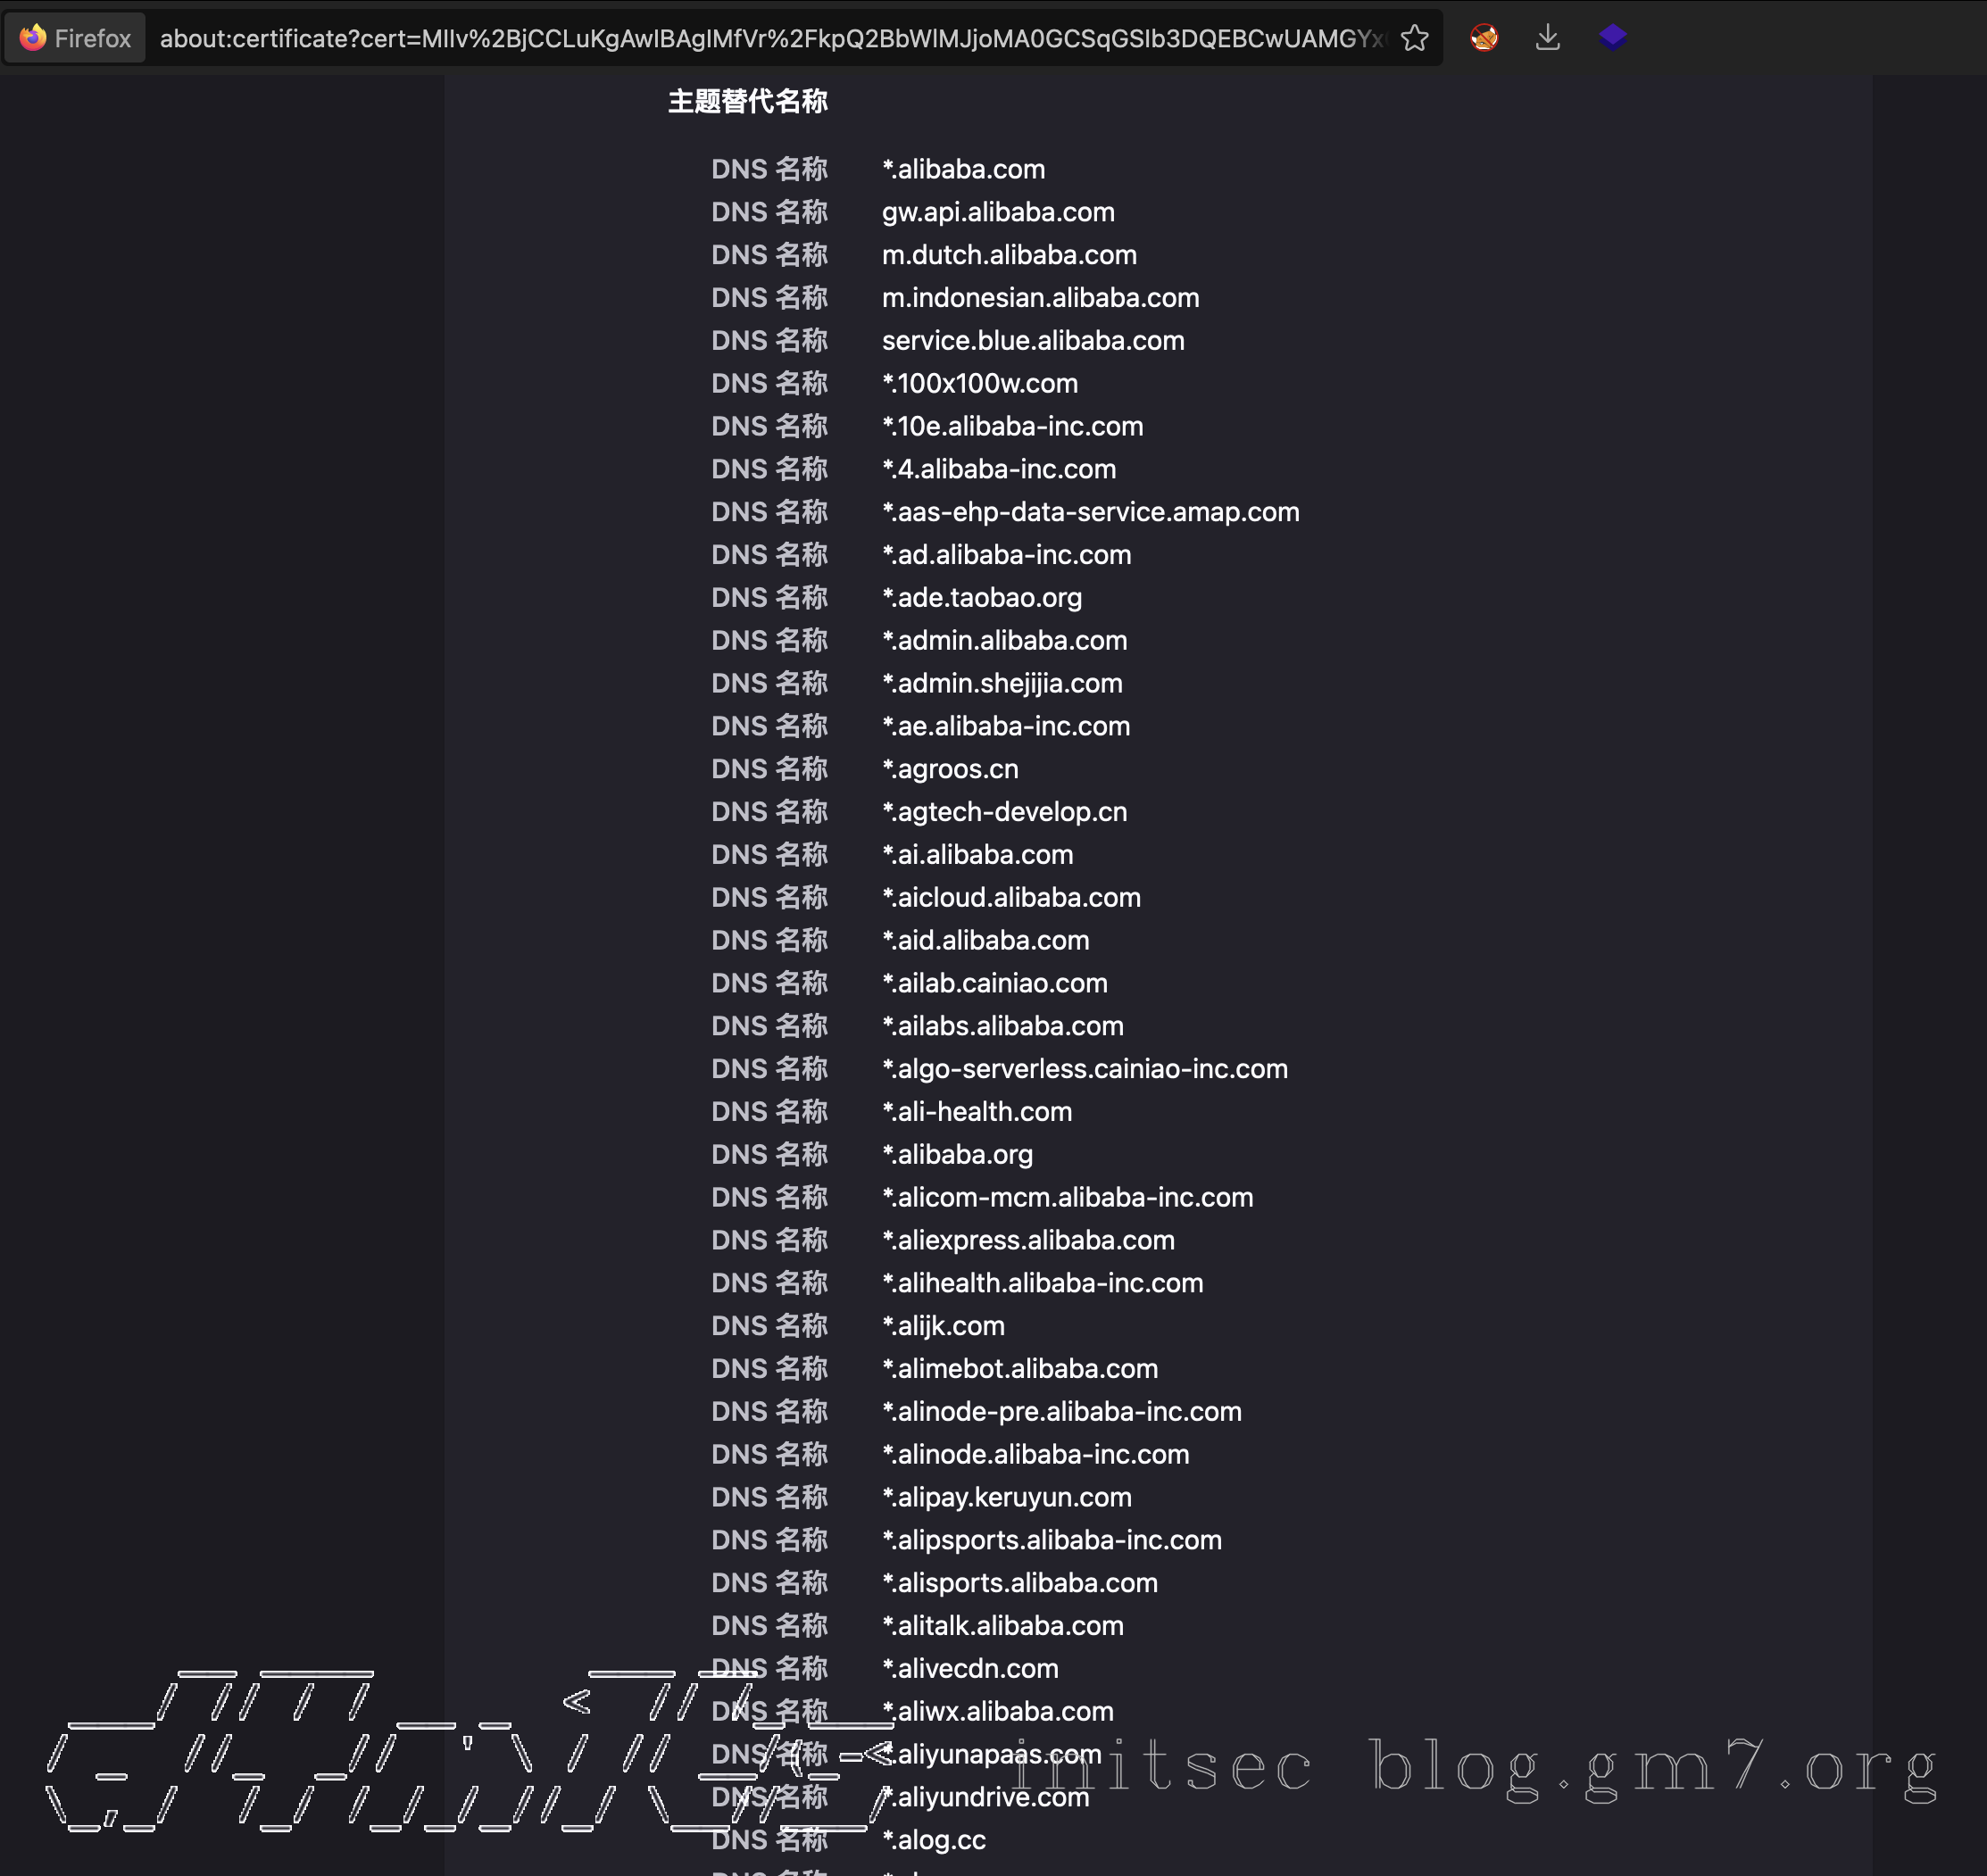 Firefox about:certificate?cert=MIIv%2BjCCLuKgAwIBAgIMfVr%2FkpQ2BbWlMJjoMA0GCSqGSIb3DQEBCwUAMGYx
主题替代名称
DNS 名称 *.alibaba.com
DNS 名称 gw.api.alibaba.com
DNS 名称 m.dutch.alibaba.com
DNS 名称 m.indonesian.alibaba.com
DNS 名称 service.blue.alibaba.com
DNS 名称 *.100x100w.com
DNS 名称 *.10e.alibaba-inc.com
DNS 名称 *.4.alibaba-inc.com
DNS 名称 *.aas-ehp-data-service.amap.com
DNS 名称 *.ad.alibaba-inc.com
DNS 名称 *.ade.taobao.org
DNS 名称 *.admin.alibaba.com
DNS 名称 *.admin.shejijia.com
DNS 名称 *.ae.alibaba-inc.com
DNS 名称 *.agroos.cn
DNS 名称 *.agtech-develop.cn
DNS 名称 *.ai.alibaba.com
DNS 名称 *.aicloud.alibaba.com
DNS 名称 *.aid.alibaba.com
DNS 名称 *.ailab.cainiao.com
DNS 名称 *.ailabs.alibaba.com
DNS 名称 *.algo-serverless.cainiao-inc.com
DNS 名称 *.ali-health.com
DNS 名称 *.alibaba.org
DNS 名称 *.alicom-mcm.alibaba-inc.com
DNS 名称 *.aliexpress.alibaba.com
DNS 名称 *.alihealth.alibaba-inc.com
DNS 名称 *.alijk.com
DNS 名称 *.alimebot.alibaba.com
DNS 名称 *.alinode-pre.alibaba-inc.com
DNS 名称 *.alinode.alibaba-inc.com
DNS 名称 *.alipay.keruyun.com
DNS 名称 *.alipsports.alibaba-inc.com
DNS 名称 *.alisports.alibaba.com
DNS 名称 *.alitalk.alibaba.com
DNS 名称 *.alivecdn.com
DNS 名称 *.aliwx.alibaba.com
DNS 名称 *.aliyunapaas.com
initsec blog.gm7.org
DNS 名称 *.aliyundrive.com
DNS 名称 *.alog.cc